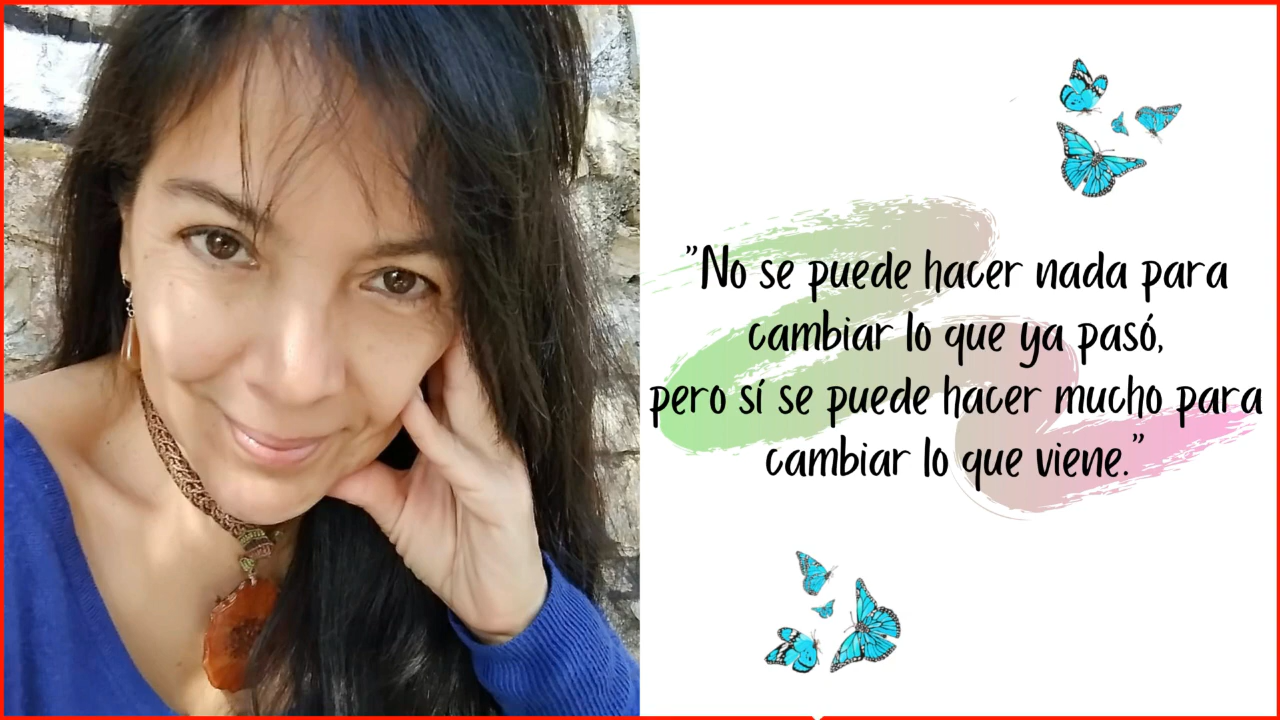 "No se puede hacer nada para
cambiar lo que ya pasó,
pero sí se puede hacer mucho para
cambiar lo que viene."